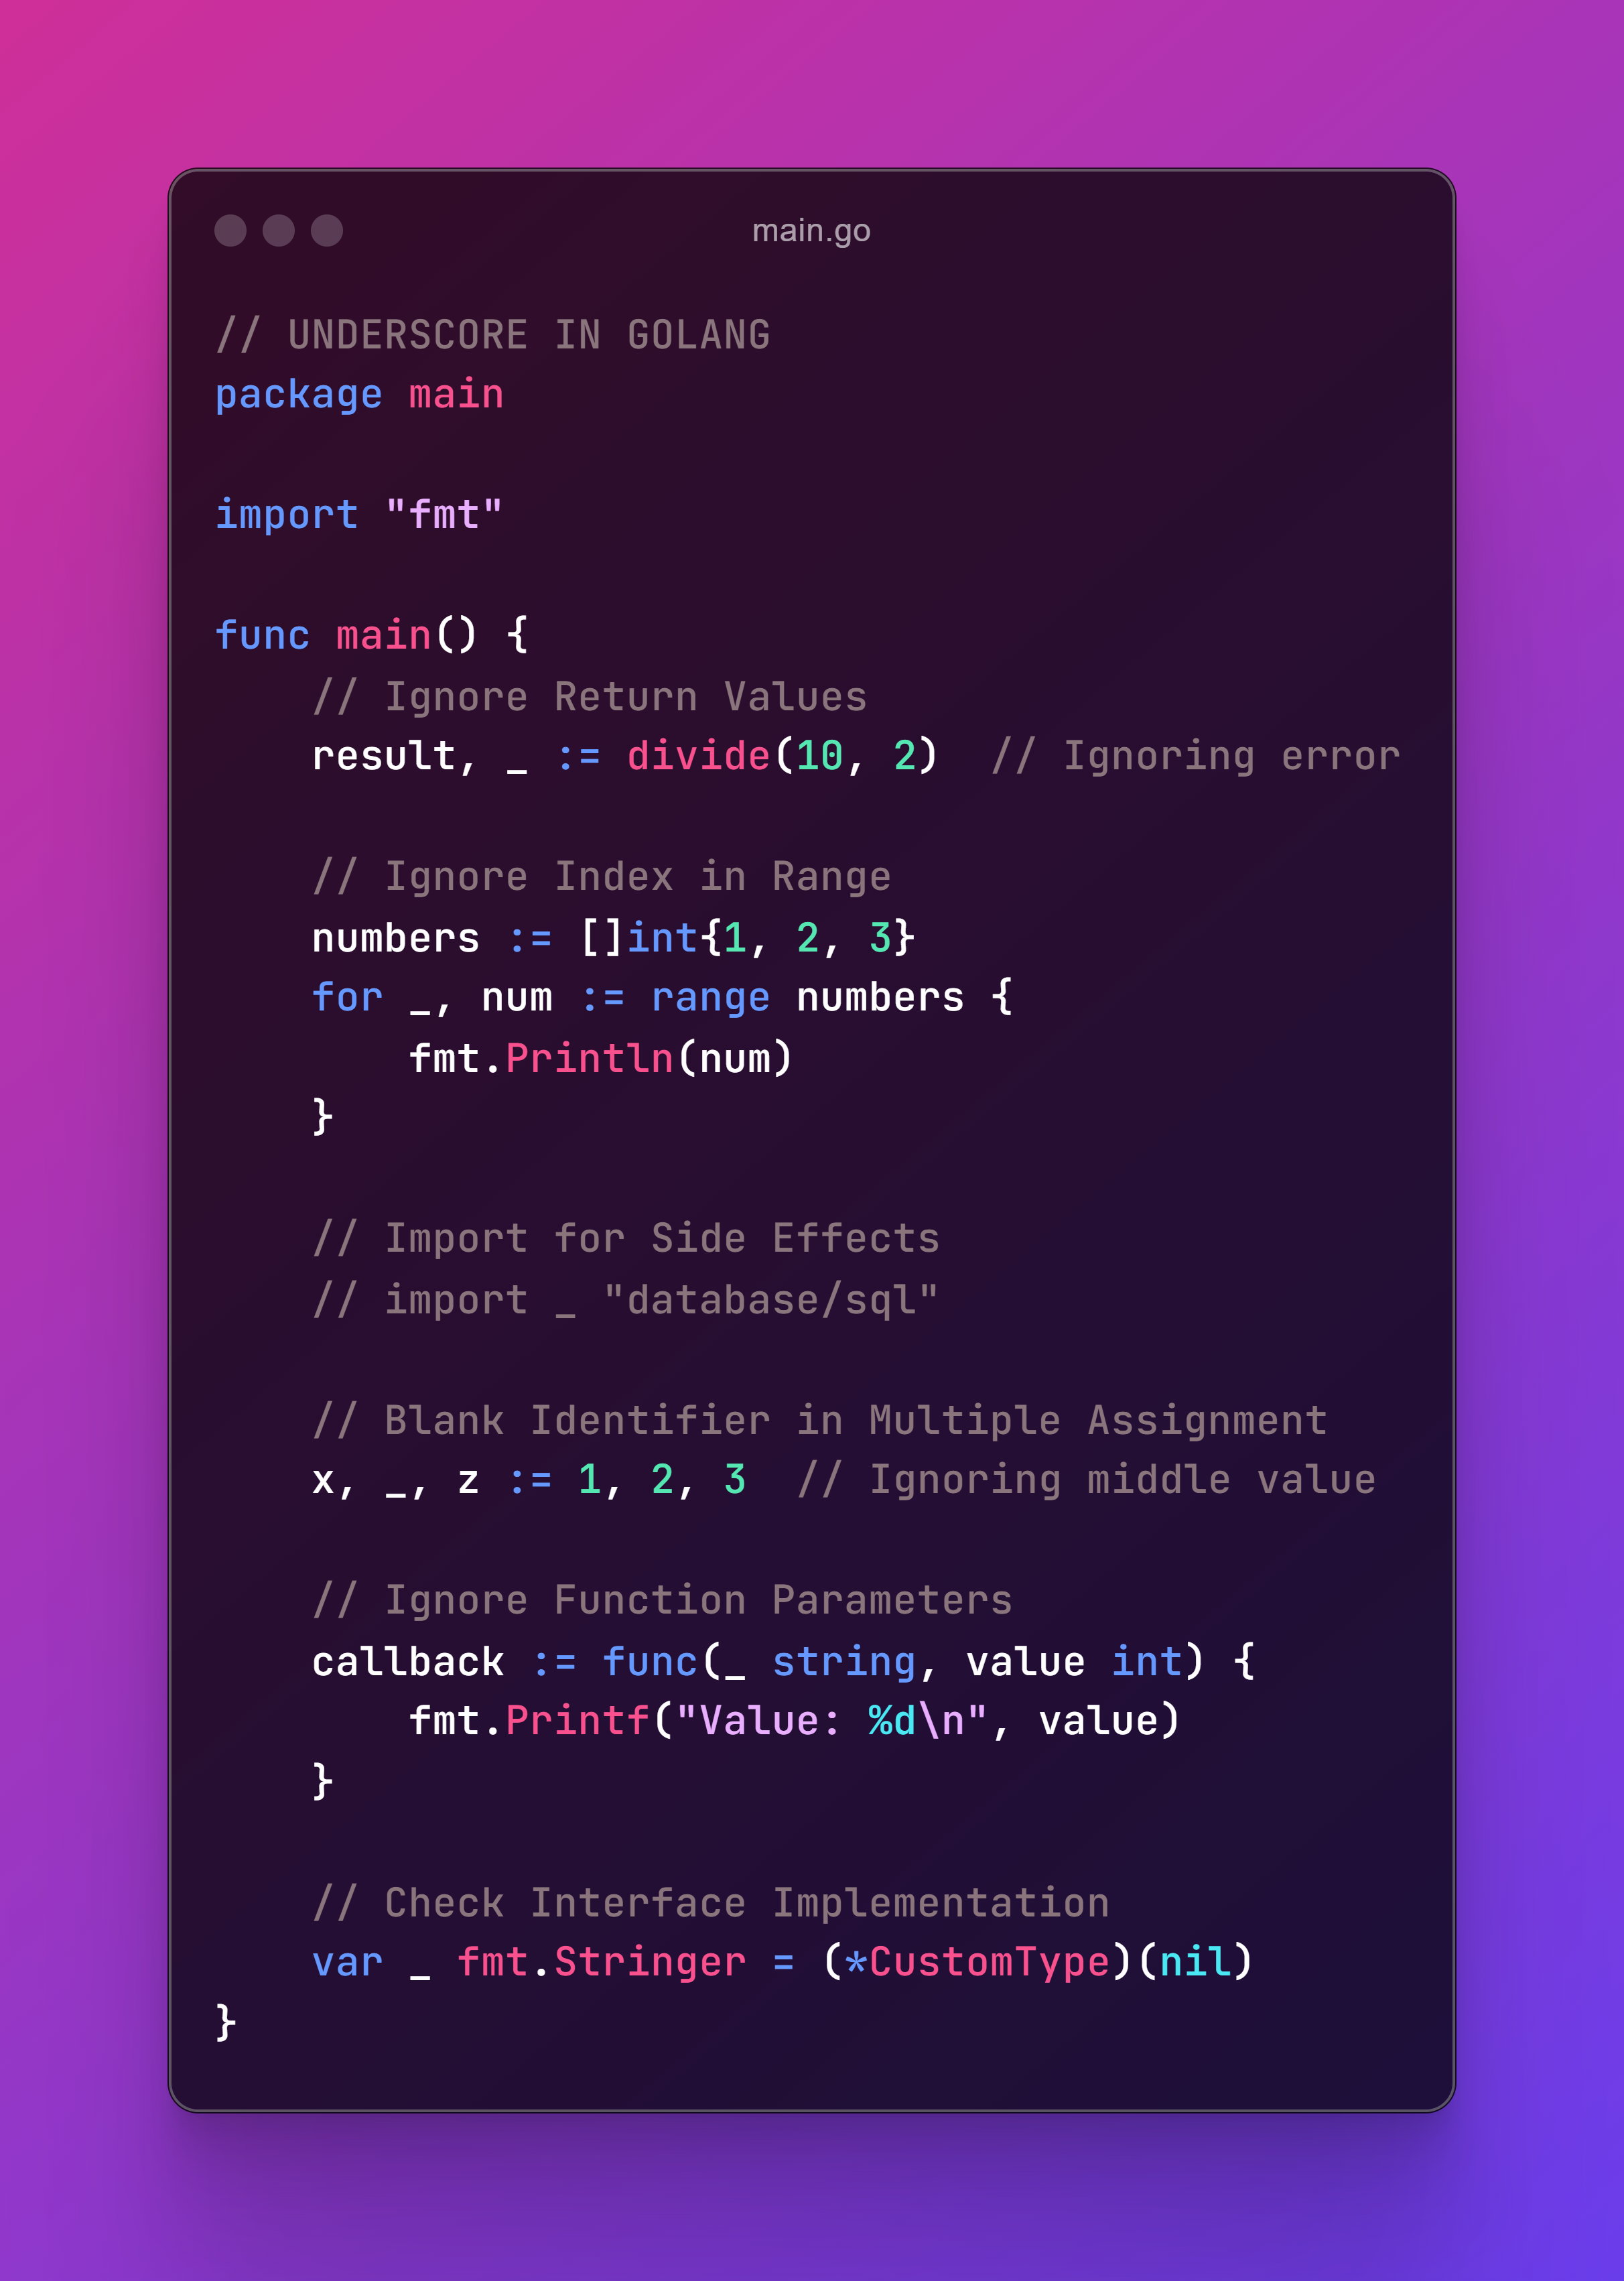 main.go
// UNDERSCORE IN GOLANG
package main
import "fmt"
func main() {
    // Ignore Return Values
    result, _ := divide(10, 2)  // Ignoring error
    // Ignore Index in Range
    numbers := []int{1, 2, 3}
    for _, num := range numbers {
        fmt.Println(num)
    }
    // Import for Side Effects
    // import _ "database/sql"
    // Blank Identifier in Multiple Assignment
    x, _, z := 1, 2, 3  // Ignoring middle value
    // Ignore Function Parameters
    callback := func(_ string, value int) {
        fmt.Printf("Value: %d\n", value)
    }
    // Check Interface Implementation
    var _ fmt.Stringer = (*CustomType)(nil)
}